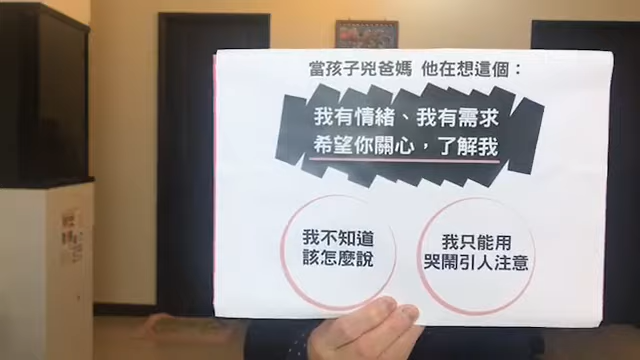 當孩子兇爸媽 他在想這個：
我有情緒、我有需求
希望你關心，了解我
我不知道
該怎麼說
我只能用
哭鬧引人注意